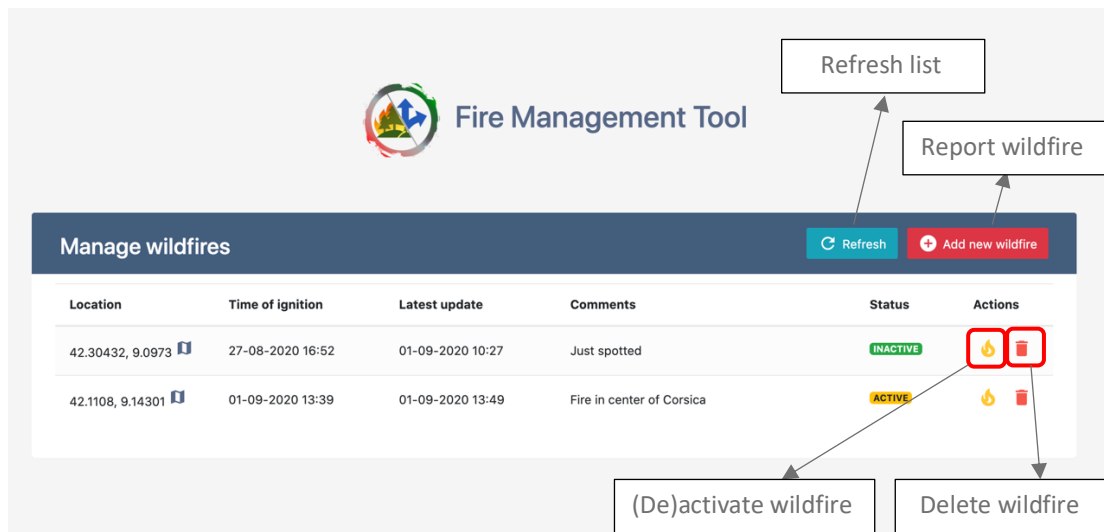 Refresh list
Fire Management Tool
Report wildfire
Manage wildfires
Refresh
Add new wildfire
Location Time of ignition Latest update Comments Status Actions
42.30432, 9.0973 27-08-2020 16:52 01-09-2020 10:27 Just spotted INACTIVE
42.1108, 9.14301 01-09-2020 13:39 01-09-2020 13:49 Fire in center of Corsica ACTIVE
(De)activate wildfire
Delete wildfire